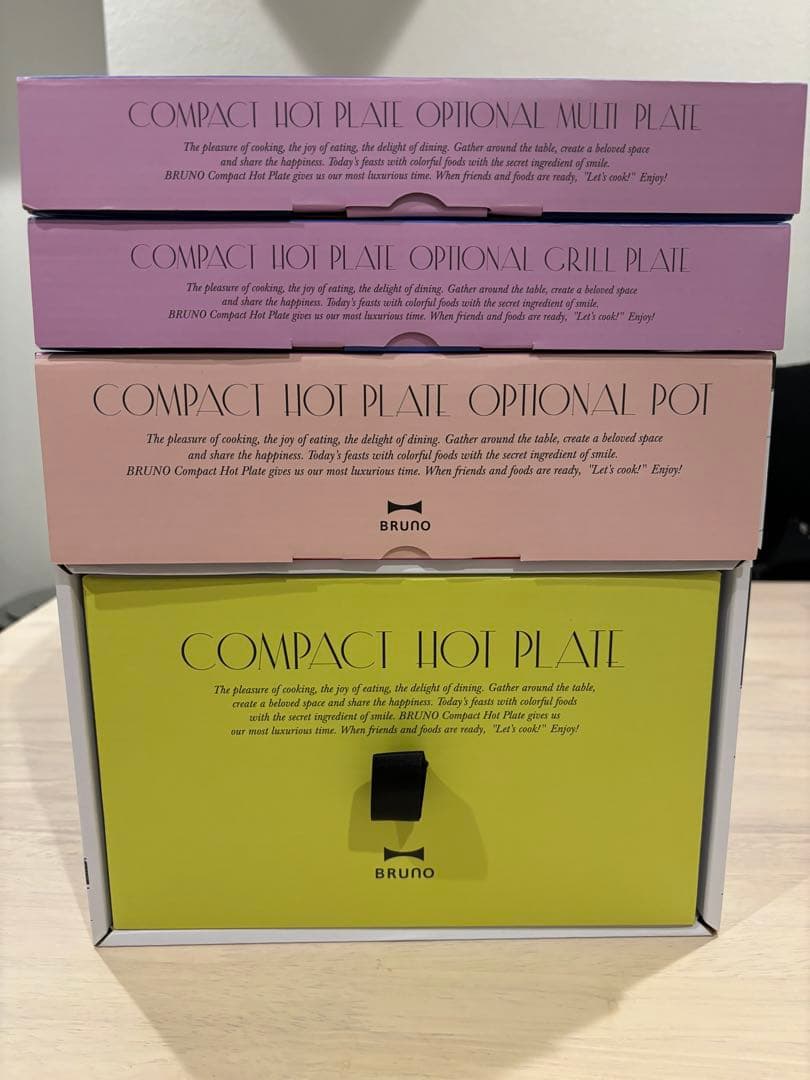 COMPACT HOT PLATE OPTIONAL MULTI PLATE
The pleasure of cooking, the joy of eating, the delight of dining. Gather around the table, create a beloved space
and share the happiness. Today's feasts with colorful foods with the secret ingredient of smile.
BRUNO Compact Hot Plate gives us our most luxurious time. When friends and foods are ready, "Let's cook!" Enjoy!
COMPACT HOT PLATE OPTIONAL GRILL PLATE
The pleasure of cooking, the joy of eating, the delight of dining. Gather around the table, create a beloved space
and share the happiness. Today's feasts with colorful foods with the secret ingredient of smile.
BRUNO Compact Hot Plate gives us our most luxurious time. When friends and foods are ready, "Let's cook!" Enjoy!
COMPACT HOT PLATE OPTIONAL POT
The pleasure of cooking, the joy of eating, the delight of dining. Gather around the table, create a beloved space
and share the happiness. Today's feasts with colorful foods with the secret ingredient of smile.
BRUNO Compact Hot Plate gives us our most luxurious time. When friends and foods are ready, "Let's cook!" Enjoy!
BRUNO
COMPACT HOT PLATE
The pleasure of cooking, the joy of eating, the delight of dining. Gather around the table,
create a beloved space and share the happiness. Today's feasts with colorful foods
with the secret ingredient of smile. BRUNO Compact Hot Plate gives us
our most luxurious time. When friends and foods are ready, "Let's cook!" Enjoy!
BRUNO